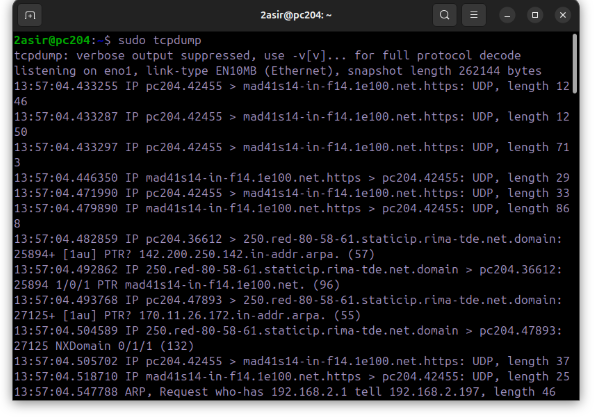 2asir@pc204: ~
2asir@pc204:~$ sudo tcpdump
tcpdump: verbose output suppressed, use -v[v]... for full protocol decode
listening on eno1, link-type EN10MB (Ethernet), snapshot length 262144 bytes
13:57:04.433255 IP pc204.42455 > mad41s14-in-f14.1e100.net.https: UDP, length 12
46
13:57:04.433287 IP pc204.42455 > mad41s14-in-f14.1e100.net.https: UDP, length 12
50
13:57:04.433297 IP pc204.42455 > mad41s14-in-f14.1e100.net.https: UDP, length 71
3
13:57:04.446350 IP mad41s14-in-f14.1e100.net.https > pc204.42455: UDP, length 29
13:57:04.471990 IP pc204.42455 > mad41s14-in-f14.1e100.net.https: UDP, length 33
13:57:04.479890 IP mad41s14-in-f14.1e100.net.https > pc204.42455: UDP, length 86
8
13:57:04.482859 IP pc204.36612 > 250.red-80-58-61.staticip.rima-tde.net.domain:
25894+ [1au] PTR? 142.200.250.142.in-addr.arpa. (57)
13:57:04.492862 IP 250.red-80-58-61.staticip.rima-tde.net.domain > pc204.36612:
25894 1/0/1 PTR mad41s14-in-f14.1e100.net. (96)
13:57:04.493768 IP pc204.47893 > 250.red-80-58-61.staticip.rima-tde.net.domain:
27125+ [1au] PTR? 170.11.26.172.in-addr.arpa. (55)
13:57:04.504589 IP 250.red-80-58-61.staticip.rima-tde.net.domain > pc204.47893:
27125 NXDomain 0/1/1 (132)
13:57:04.505702 IP pc204.42455 > mad41s14-in-f14.1e100.net.https: UDP, length 37
13:57:04.518710 IP mad41s14-in-f14.1e100.net.https > pc204.42455: UDP, length 25
13:57:04.547788 ARP, Request who-has 192.168.2.1 tell 192.168.2.197, length 46